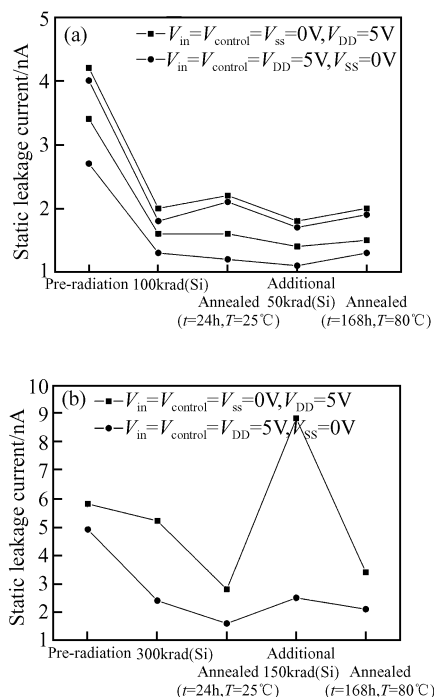 (a)
-■-Vin=Vcontrol=Vss=0V,VDD=5V
-●-Vin=Vcontrol=VDD=5V,VSS=0V
Static leakage current/nA
5
4
3
2
1
Pre-radiation 100krad(Si) Additional
Annealed 50krad(Si) Annealed
(t=24h,T=25℃) (t=168h,T=80℃)
(b)
-■-Vin=Vcontrol=Vss=0V,VDD=5V
-●-Vin=Vcontrol=VDD=5V,VSS=0V
Static leakage current/nA
10
9
8
7
6
5
4
3
2
1
Pre-radiation 300krad(Si) Additional
Annealed 150krad(Si) Annealed
(t=24h,T=25℃) (t=168h,T=80℃)